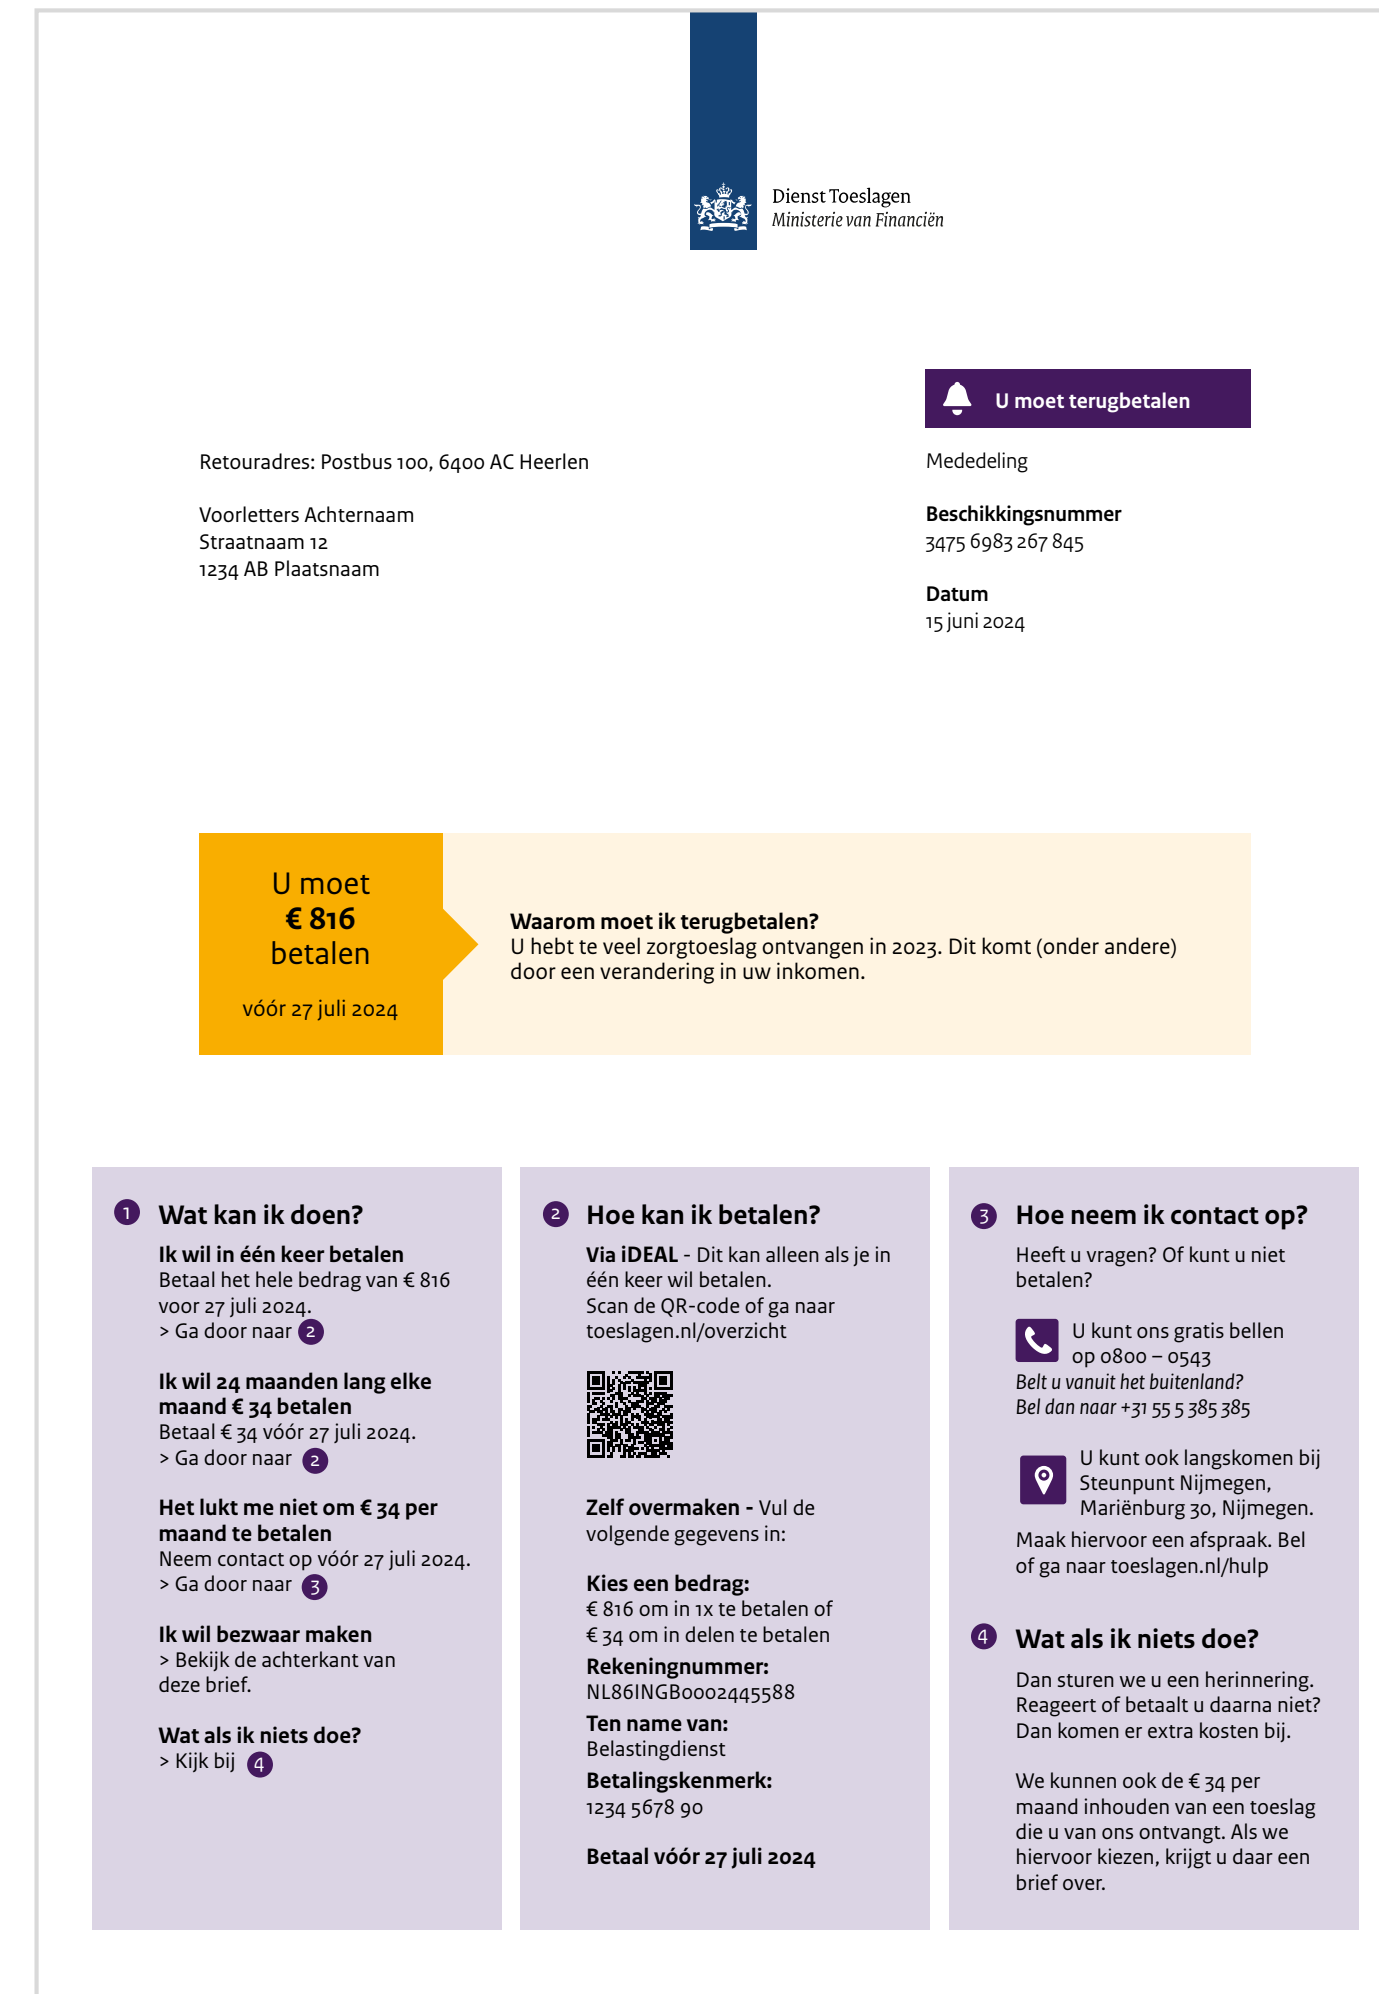 Dienst Toeslagen
Ministerie van Financiën
U moet terugbetalen
Retouradres: Postbus 100, 6400 AC Heerlen
Voorletters Achternaam
Straatnaam 12
1234 AB Plaatsnaam
Mededeling
Beschikkingsnummer
3475 6983 267 845
Datum
15 juni 2024
U moet
€ 816
betalen
vóór 27 juli 2024
Waarom moet ik terugbetalen?
U hebt te veel zorgtoeslag ontvangen in 2023. Dit komt (onder andere)
door een verandering in uw inkomen.
1 Wat kan ik doen?
Ik wil in één keer betalen
Betaal het hele bedrag van € 816
voor 27 juli 2024.
> Ga door naar 2
Ik wil 24 maanden lang elke
maand € 34 betalen
Betaal € 34 vóór 27 juli 2024.
> Ga door naar 2
Het lukt me niet om € 34 per
maand te betalen
Neem contact op vóór 27 juli 2024.
> Ga door naar 3
Ik wil bezwaar maken
> Bekijk de achterkant van
deze brief.
Wat als ik niets doe?
> Kijk bij 4
2 Hoe kan ik betalen?
Via iDEAL - Dit kan alleen als je in
één keer wil betalen.
Scan de QR-code of ga naar
toeslagen.nl/overzicht
Zelf overmaken - Vul de
volgende gegevens in:
Kies een bedrag:
€ 816 om in 1x te betalen of
€ 34 om in delen te betalen
Rekeningnummer:
NL86INGB0002445588
Ten name van:
Belastingdienst
Betalingskenmerk:
1234 5678 90
Betaal vóór 27 juli 2024
3 Hoe neem ik contact op?
Heeft u vragen? Of kunt u niet
betalen?
U kunt ons gratis bellen
op 0800 – 0543
Belt u vanuit het buitenland?
Bel dan naar +31 55 5 385 385
U kunt ook langskomen bij
Steunpunt Nijmegen,
Mariënburg 30, Nijmegen.
Maak hiervoor een afspraak. Bel
of ga naar toeslagen.nl/hulp
4 Wat als ik niets doe?
Dan sturen we u een herinnering.
Reageert of betaalt u daarna niet?
Dan komen er extra kosten bij.
We kunnen ook de € 34 per
maand inhouden van een toeslag
die u van ons ontvangt. Als we
hiervoor kiezen, krijgt u daar een
brief over.